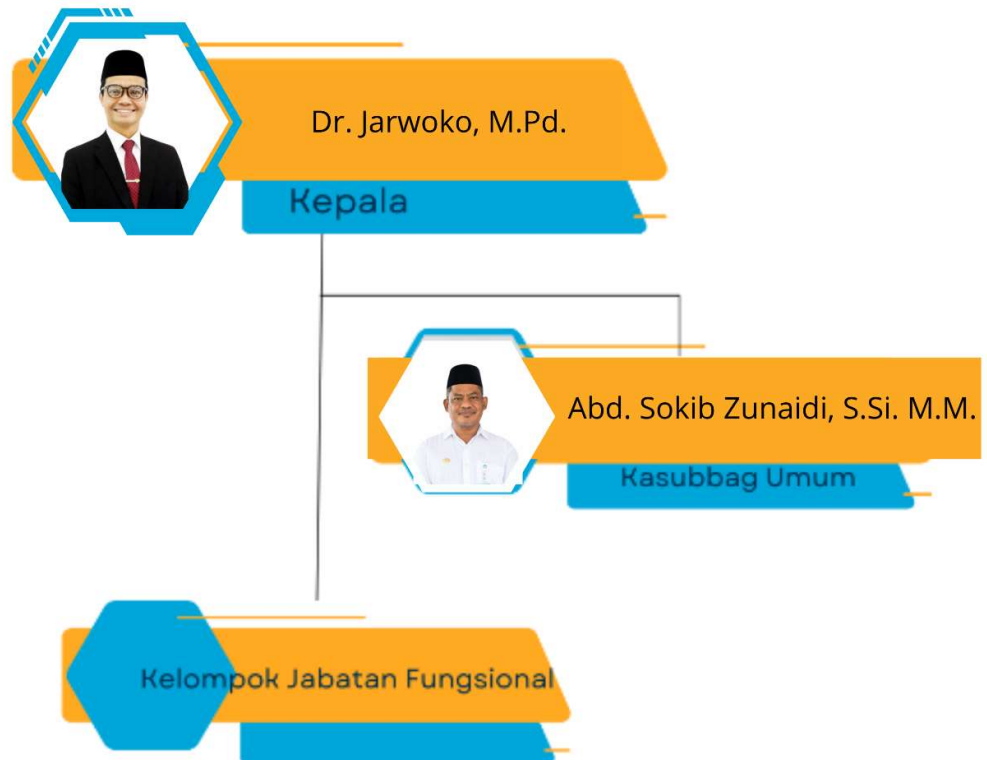 Dr. Jarwoko, M.Pd.
Kepala
Abd. Sokib Zunaidi, S.Si. M.M.
Kasubbag Umum
Kelompok Jabatan Fungsional